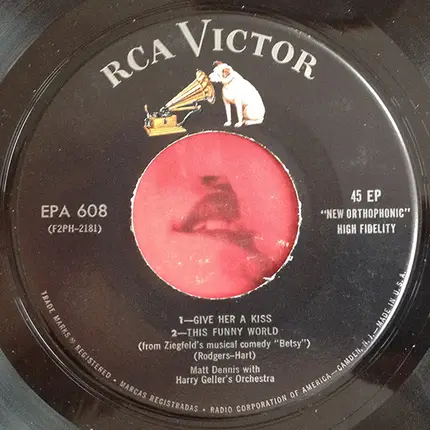 RCA VICTOR
EPA 608
(F2PH-2181)
45 EP
"NEW ORTHOPHONIC"
HIGH FIDELITY
1—GIVE HER A KISS
2—THIS FUNNY WORLD
(from Ziegfeld's musical comedy "Betsy")
(Rodgers-Hart)
Matt Dennis with
Harry Geller's Orchestra
TRADE MARKS ® REGISTERED • MARCAS REGISTRADAS • RADIO CORPORATION OF AMERICA—CAMDEN, N. J.—MADE IN U.S.A.